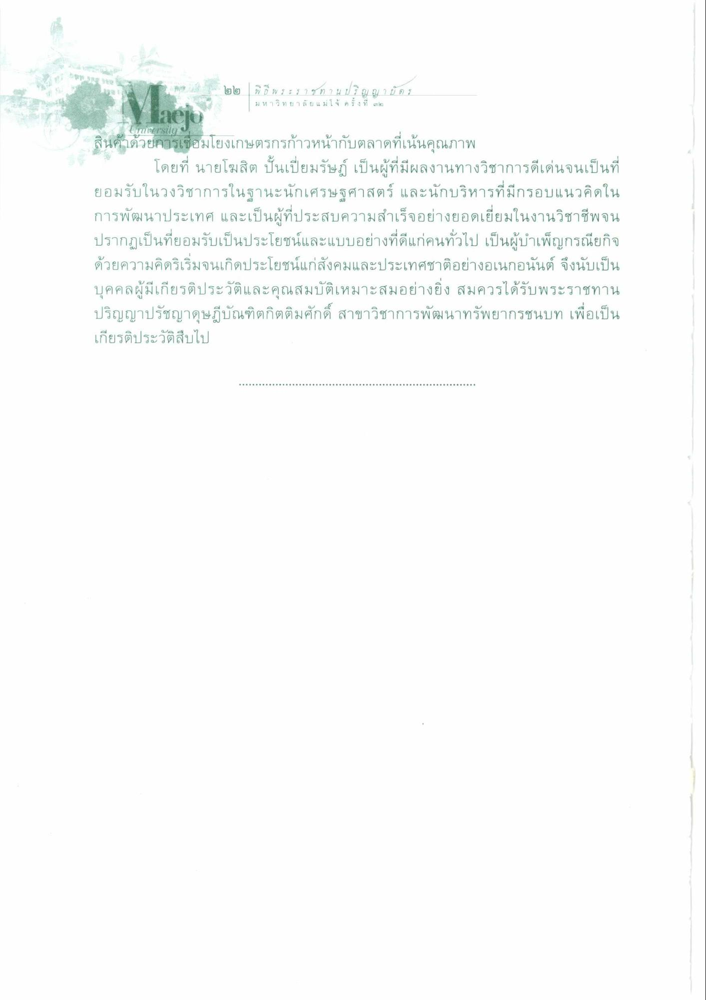 ๒๒
พิธีพระราชทานปริญญาบัตร
มหาวิทยาลัยแม่โจ้ ครั้งที่ ๓๒
Maejo
University
สินค้าด้วยการเชื่อมโยงเกษตรกรก้าวหน้ากับตลาดที่เน้นคุณภาพ
โดยที่ นายโฆสิต ปั้นเปี่ยมรัษฎ์ เป็นผู้ที่มีผลงานทางวิชาการดีเด่นจนเป็นที่
ยอมรับในวงวิชาการในฐานะนักเศรษฐศาสตร์ และนักบริหารที่มีกรอบแนวคิดใน
การพัฒนาประเทศ และเป็นผู้ที่ประสบความสำเร็จอย่างยอดเยี่ยมในงานวิชาชีพจน
ปรากฏเป็นที่ยอมรับเป็นประโยชน์และแบบอย่างที่ดีแก่คนทั่วไป เป็นผู้บำเพ็ญกรณียกิจ
ด้วยความคิดริเริ่มจนเกิดประโยชน์แก่สังคมและประเทศชาติอย่างอเนกอนันต์ จึงนับเป็น
บุคคลผู้มีเกียรติประวัติและคุณสมบัติเหมาะสมอย่างยิ่ง สมควรได้รับพระราชทาน
ปริญญาปรัชญาดุษฎีบัณฑิตกิตติมศักดิ์ สาขาวิชาการพัฒนาทรัพยากรชนบท เพื่อเป็น
เกียรติประวัติสืบไป